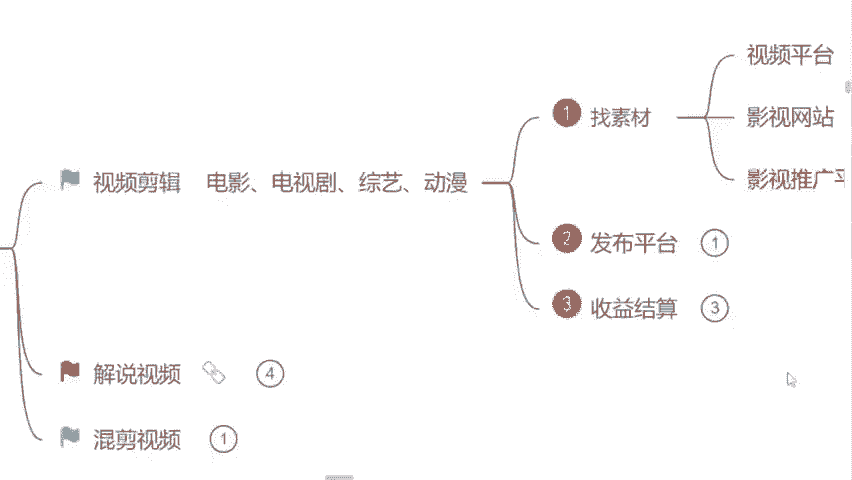 视频平台
1 找素材
影视网站
视频剪辑 电影、电视剧、综艺、动漫
影视推广
2 发布平台 1
3 收益结算 3
解说视频 4
混剪视频 1